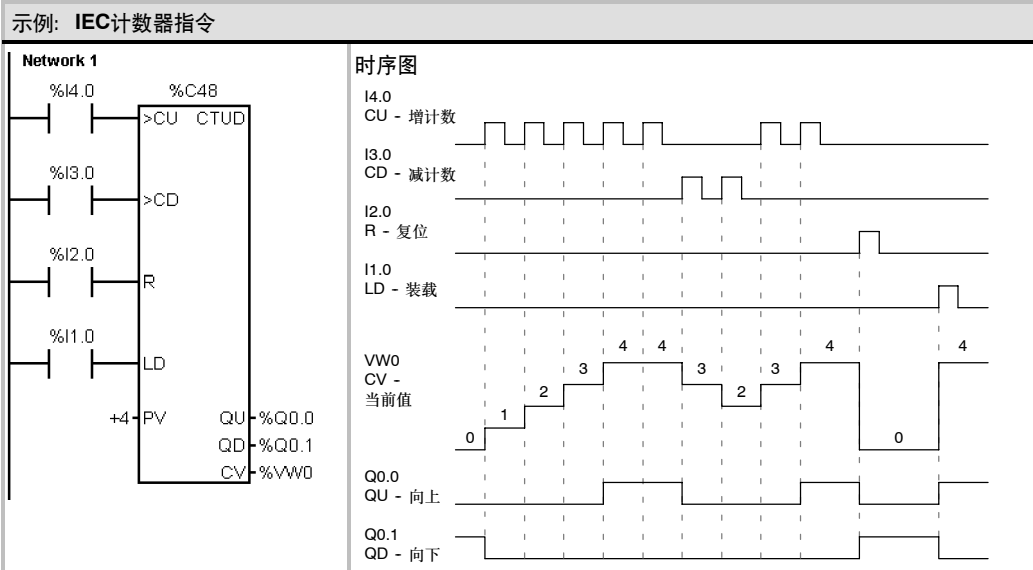 示例: IEC计数器指令
Network 1
%I4.0
%C48
>CU CTUD
%I3.0
>CD
%I2.0
R
%I1.0
LD
+4 PV
QU %Q0.0
QD %Q0.1
CV %VW0
时序图
I4.0
CU - 增计数
I3.0
CD - 减计数
I2.0
R - 复位
I1.0
LD - 装载
VW0
CV -
当前值
0
1
2
3
4
4
3
2
3
4
0
4
Q0.0
QU - 向上
Q0.1
QD - 向下